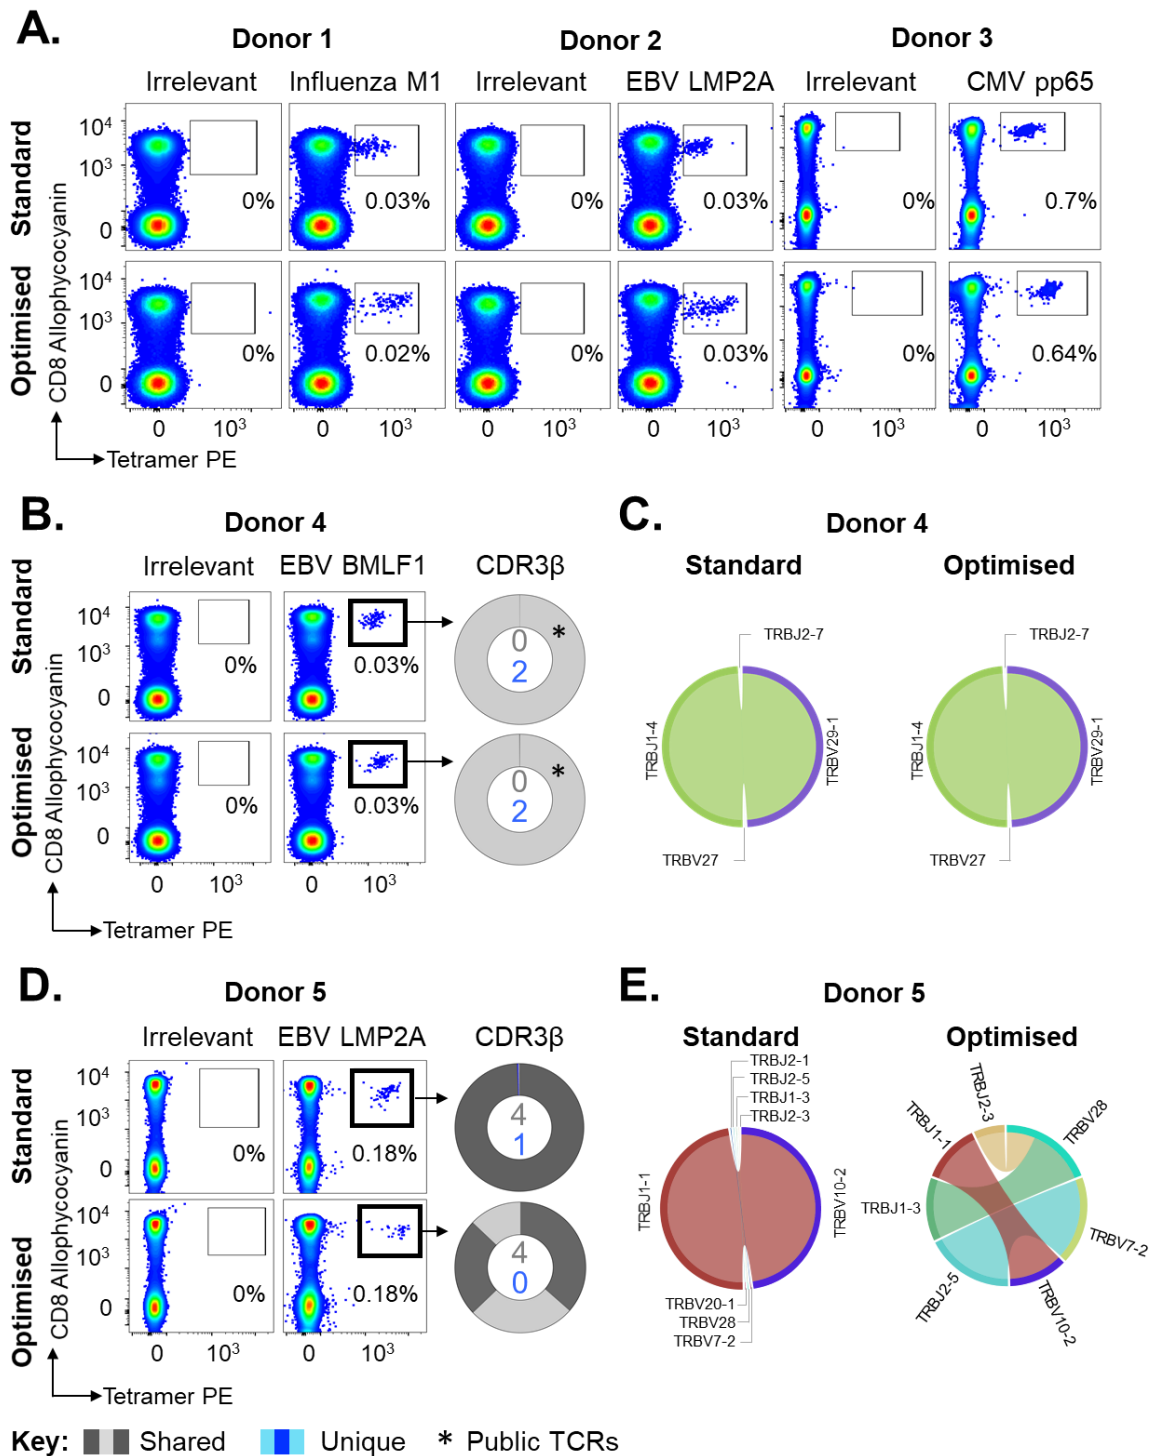 A.
Donor 1
Donor 2
Donor 3
Irrelevant
Influenza M1
Irrelevant
EBV LMP2A
Irrelevant
CMV pp65
Standard
10⁴
10³
0
0%
0.03%
0%
0.03%
0%
0.7%
Optimised
CD8 Allophycocyanin
10⁴
10³
0
0%
0.02%
0%
0.03%
0%
0.64%
0 10³
0 10³
0 10³
0 10³
0 10³
0 10³
Tetramer PE
B.
Donor 4
Irrelevant
EBV BMLF1
CDR3β
Standard
10⁴
10³
0
0%
0.03%
0
2
*
Optimised
CD8 Allophycocyanin
10⁴
10³
0
0%
0.03%
0
2
*
0 10³
0 10³
Tetramer PE
C.
Donor 4
Standard
Optimised
TRBJ2-7
TRBJ1-4
TRBV29-1
TRBV27
TRBJ2-7
TRBJ1-4
TRBV29-1
TRBV27
D.
Donor 5
Irrelevant
EBV LMP2A
CDR3β
Standard
10⁴
10³
0
0%
0.18%
4
1
Optimised
CD8 Allophycocyanin
10⁴
10³
0
0%
0.18%
4
0
0 10³
0 10³
Tetramer PE
E.
Donor 5
Standard
Optimised
TRBJ2-1
TRBJ2-5
TRBJ1-3
TRBJ2-3
TRBJ1-1
TRBV10-2
TRBV20-1
TRBV28
TRBV7-2
TRBJ2-3
TRBV28
TRBJ1-1
TRBJ1-3
TRBV7-2
TRBJ2-5
TRBV10-2
Key: Shared Unique * Public TCRs